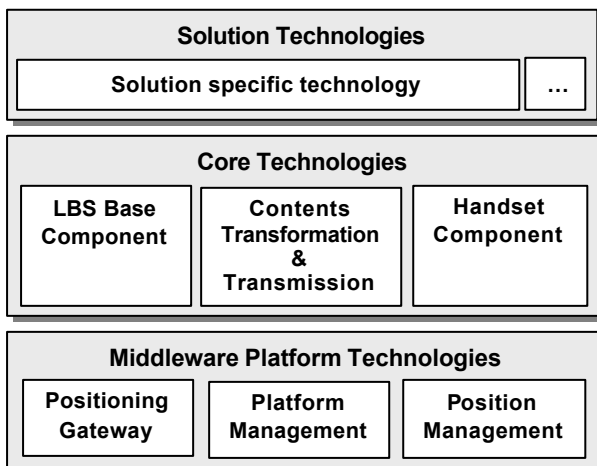 Solution Technologies
Solution specific technology
...
Core Technologies
LBS Base
Component
Contents
Transformation
&
Transmission
Handset
Component
Middleware Platform Technologies
Positioning
Gateway
Platform
Management
Position
Management